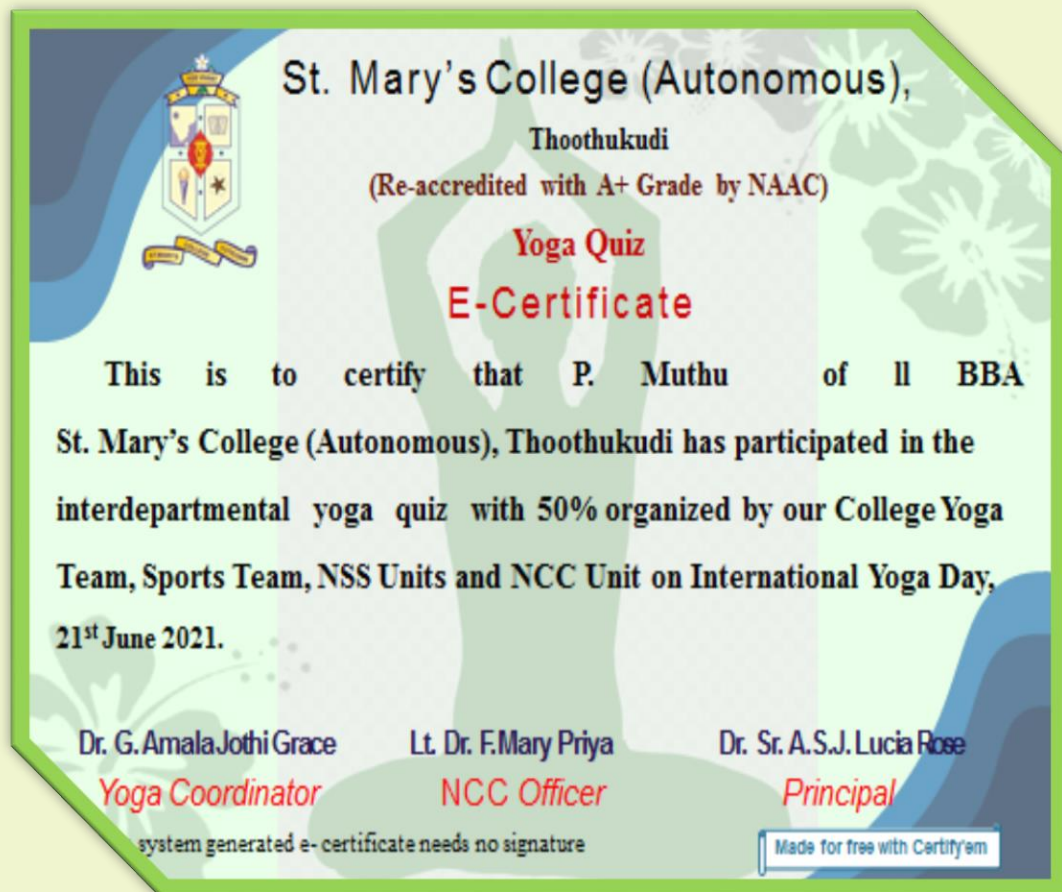 St. Mary's College (Autonomous),
Thoothukudi
(Re-accredited with A+ Grade by NAAC)
Yoga Quiz
E-Certificate
This is to certify that P. Muthu of ll BBA
St. Mary's College (Autonomous), Thoothukudi has participated in the
interdepartmental yoga quiz with 50% organized by our College Yoga
Team, Sports Team, NSS Units and NCC Unit on International Yoga Day,
21st June 2021.
Dr. G. Amala Jothi Grace Lt. Dr. F. Mary Priya Dr. Sr. A.S.J. Lucia Rose
Yoga Coordinator NCC Officer Principal
system generated e- certificate needs no signature
Made for free with Certify'em